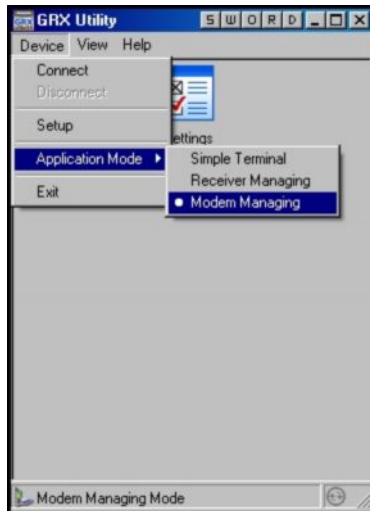 GRX Utility
S W O R D
Device View Help
Connect
Disconnect
Setup
ettings
Application Mode
Simple Terminal
Receiver Managing
Modem Managing
Exit
Modem Managing Mode